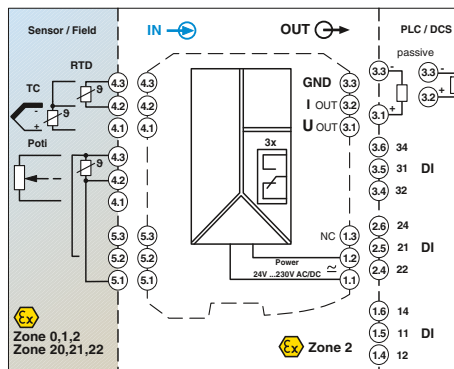 Sensor / Field
IN
OUT
PLC / DCS
RTD
TC
-
+
ϑ
ϑ
4.3
4.2
4.1
4.3
4.2
4.1
Poti
ϑ
4.3
4.2
4.1
5.3
5.2
5.1
5.3
5.2
5.1
3x
GND
I OUT
U OUT
3.3
3.2
3.1
NC
1.3
1.2
1.1
Power
24V ...230V AC/DC
passive
3.3
-
3.1
+
3.3
-
3.2
+
3.6 34
3.5 31 DI
3.4 32
2.6 24
2.5 21 DI
2.4 22
1.6 14
1.5 11 DI
1.4 12
Ex
Zone 0,1,2
Zone 20,21,22
Ex
Zone 2